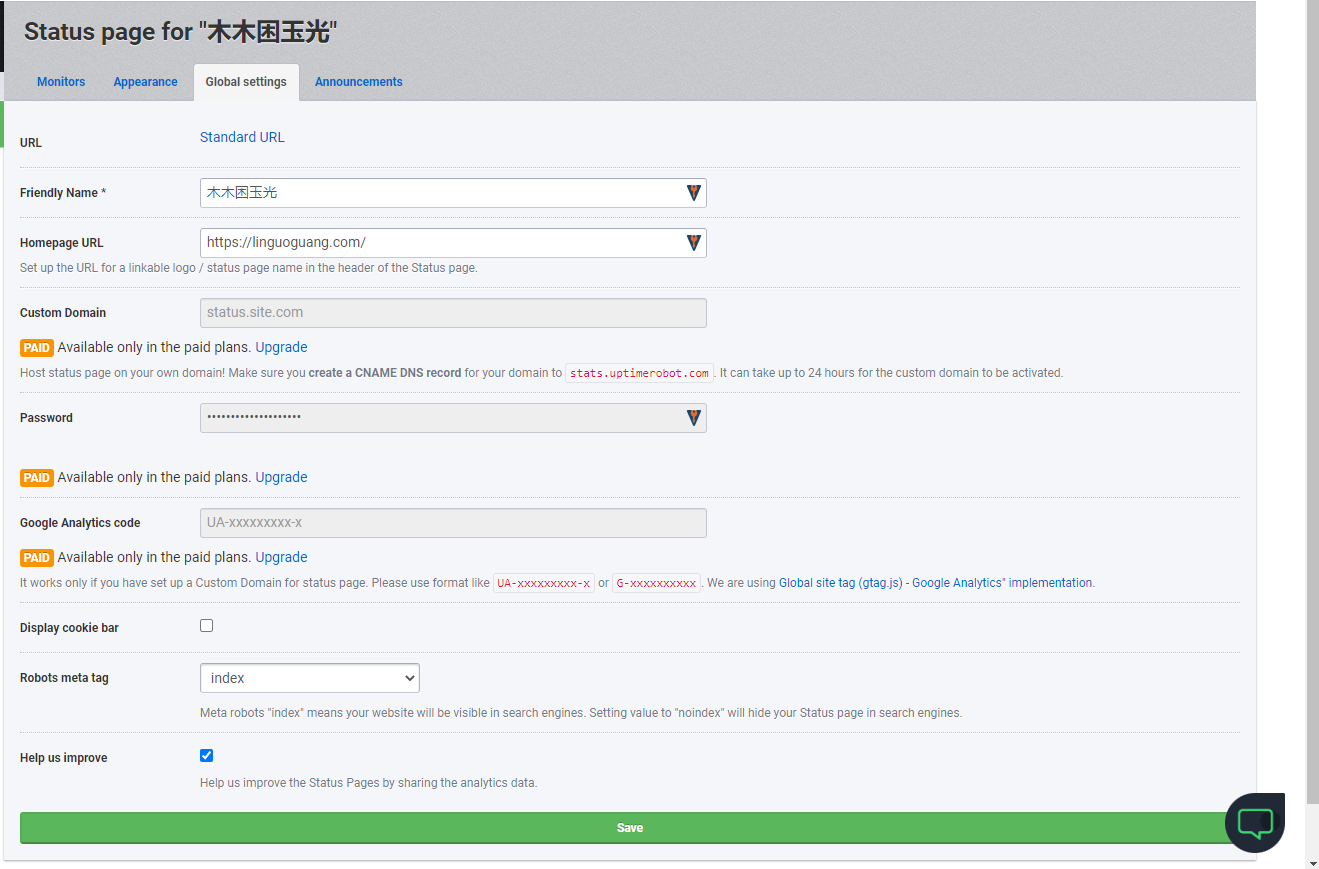 Status page for "木木困玉光"
Monitors Appearance Global settings Announcements
URL Standard URL
Friendly Name * 木木困玉光
Homepage URL https://linguoguang.com/
Set up the URL for a linkable logo / status page name in the header of the Status page.
Custom Domain status.site.com
PAID Available only in the paid plans. Upgrade
Host status page on your own domain! Make sure you create a CNAME DNS record for your domain to stats.uptimerobot.com. It can take up to 24 hours for the custom domain to be activated.
Password ••••••••••••••••••••
PAID Available only in the paid plans. Upgrade
Google Analytics code UA-xxxxxxxxx-x
PAID Available only in the paid plans. Upgrade
It works only if you have set up a Custom Domain for status page. Please use format like UA-xxxxxxxxx-x or G-xxxxxxxxxx. We are using Global site tag (gtag.js) - Google Analytics" implementation.
Display cookie bar
Robots meta tag index
Meta robots "index" means your website will be visible in search engines. Setting value to "noindex" will hide your Status page in search engines.
Help us improve
Help us improve the Status Pages by sharing the analytics data.
Save